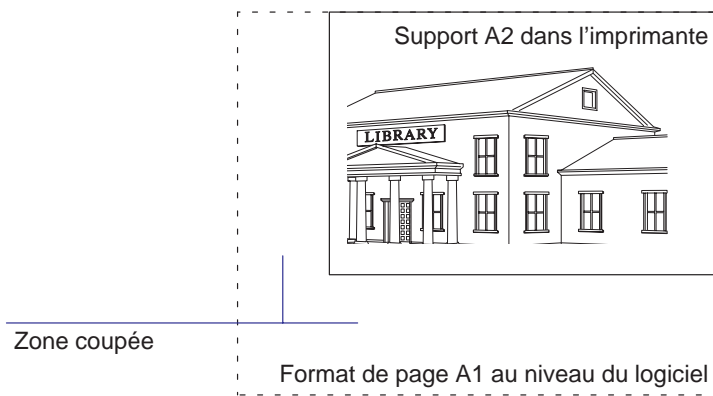 Support A2 dans l’imprimante
LIBRARY
Zone coupée
Format de page A1 au niveau du logiciel